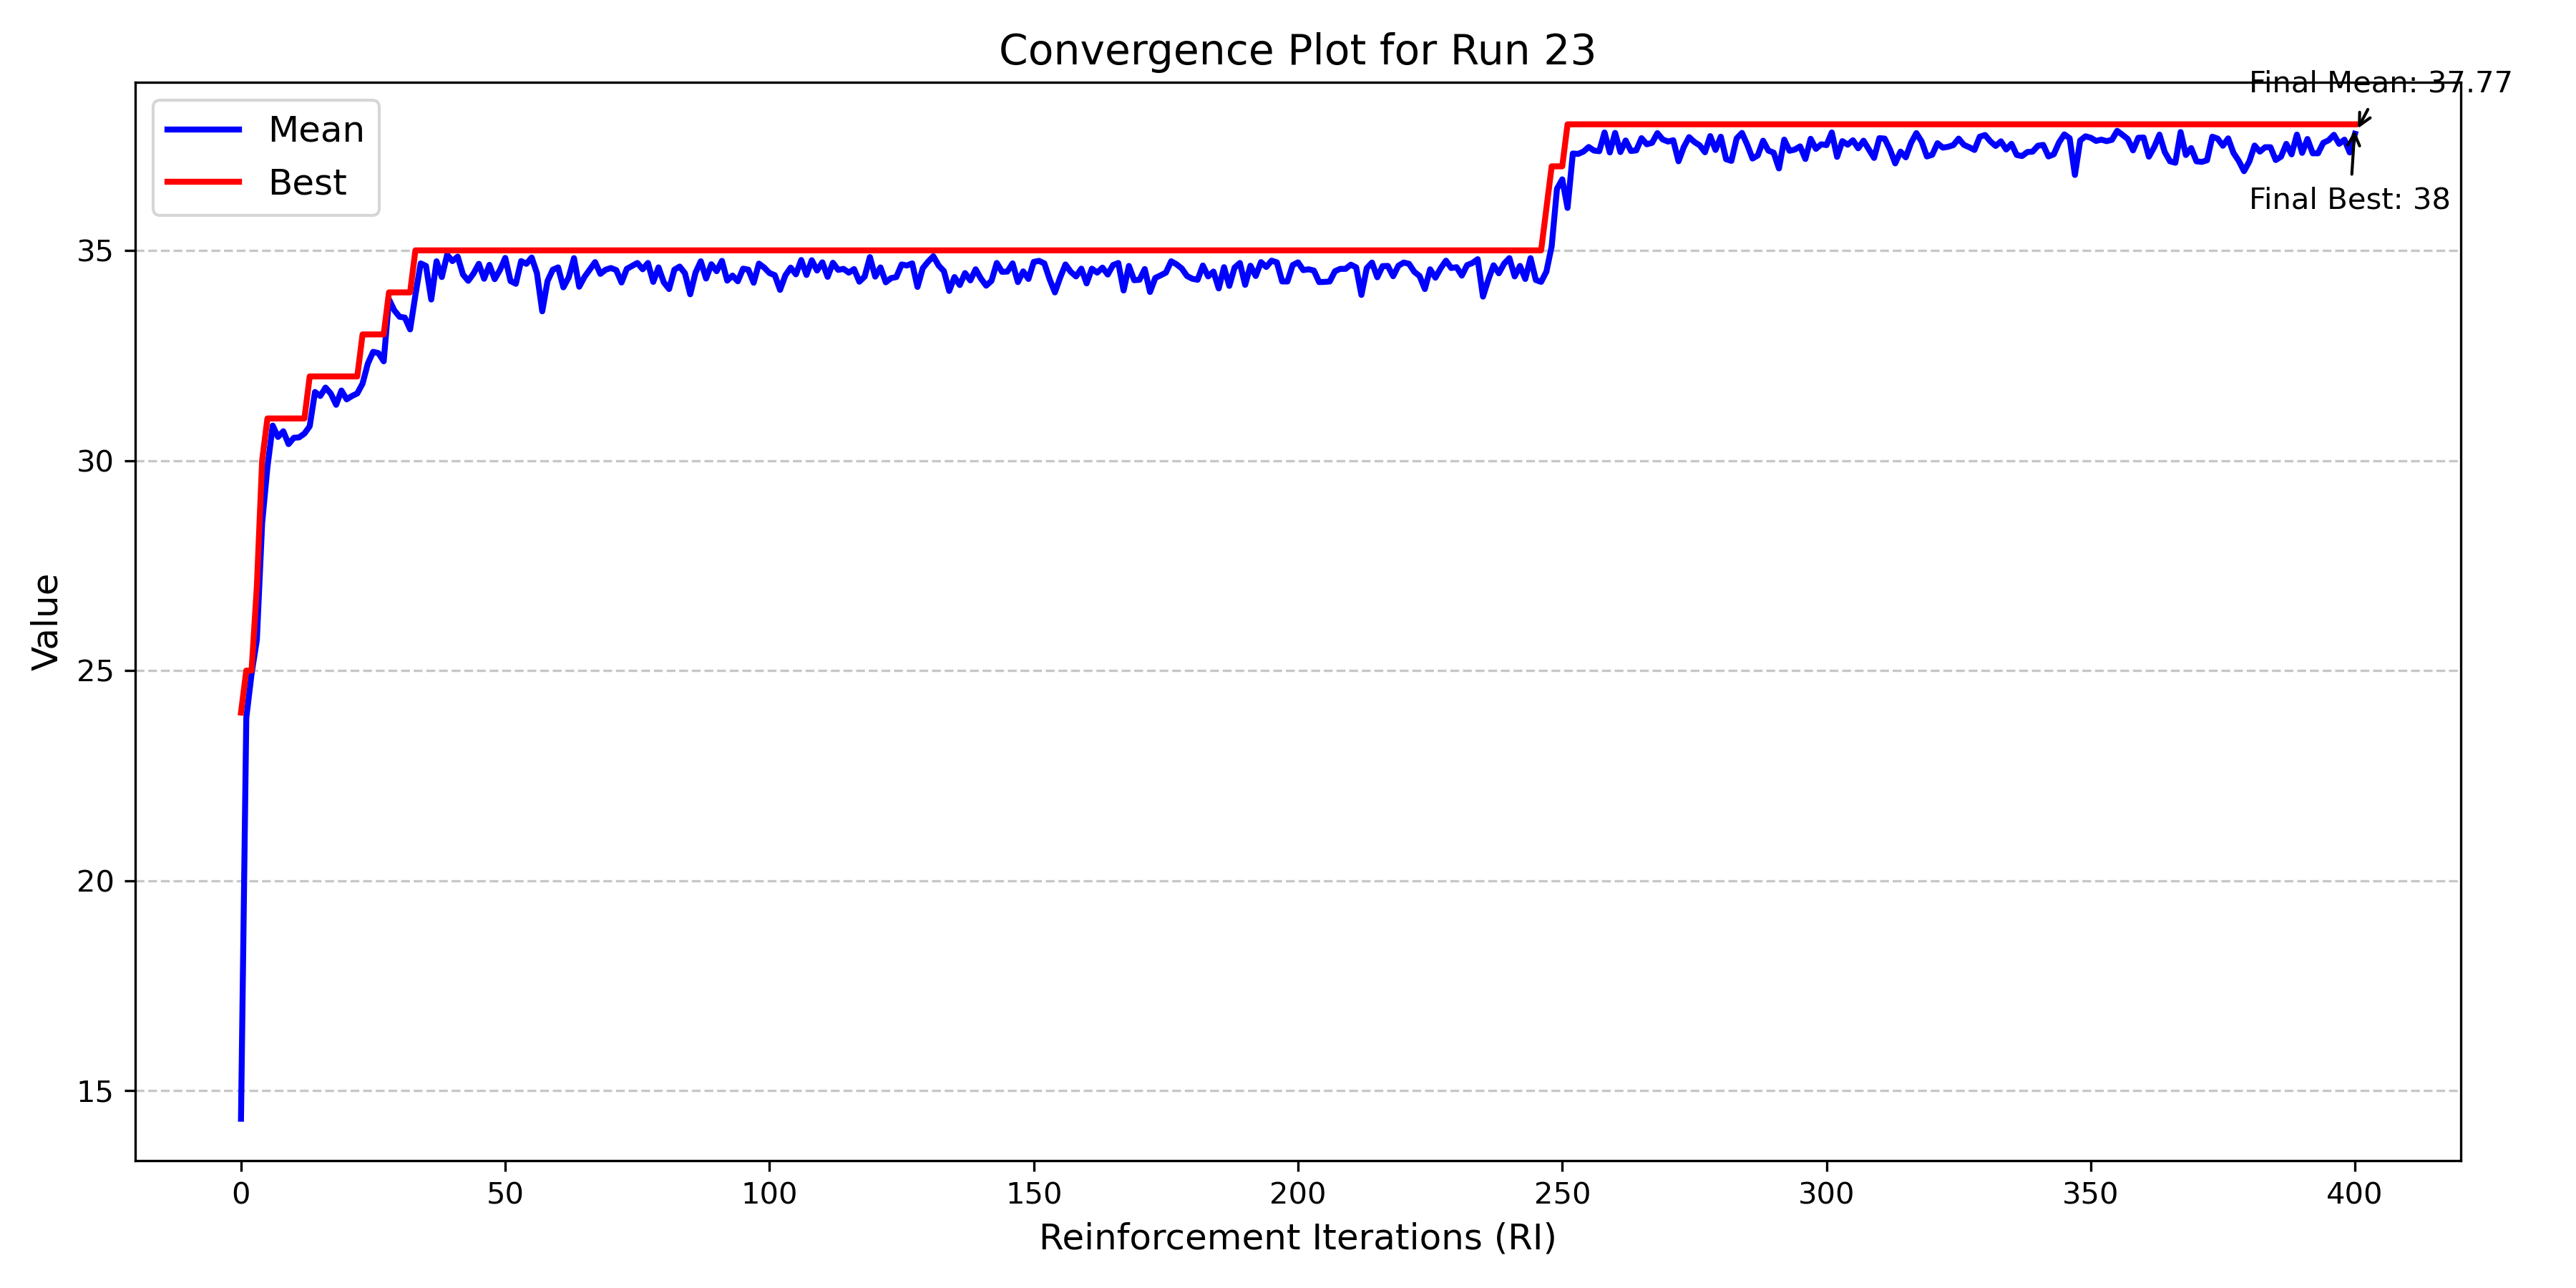 Convergence Plot for Run 23
Final Mean: 37.77
Mean
Best
Final Best: 38
35
30
25
20
15
Value
0 50 100 150 200 250 300 350 400
Reinforcement Iterations (RI)